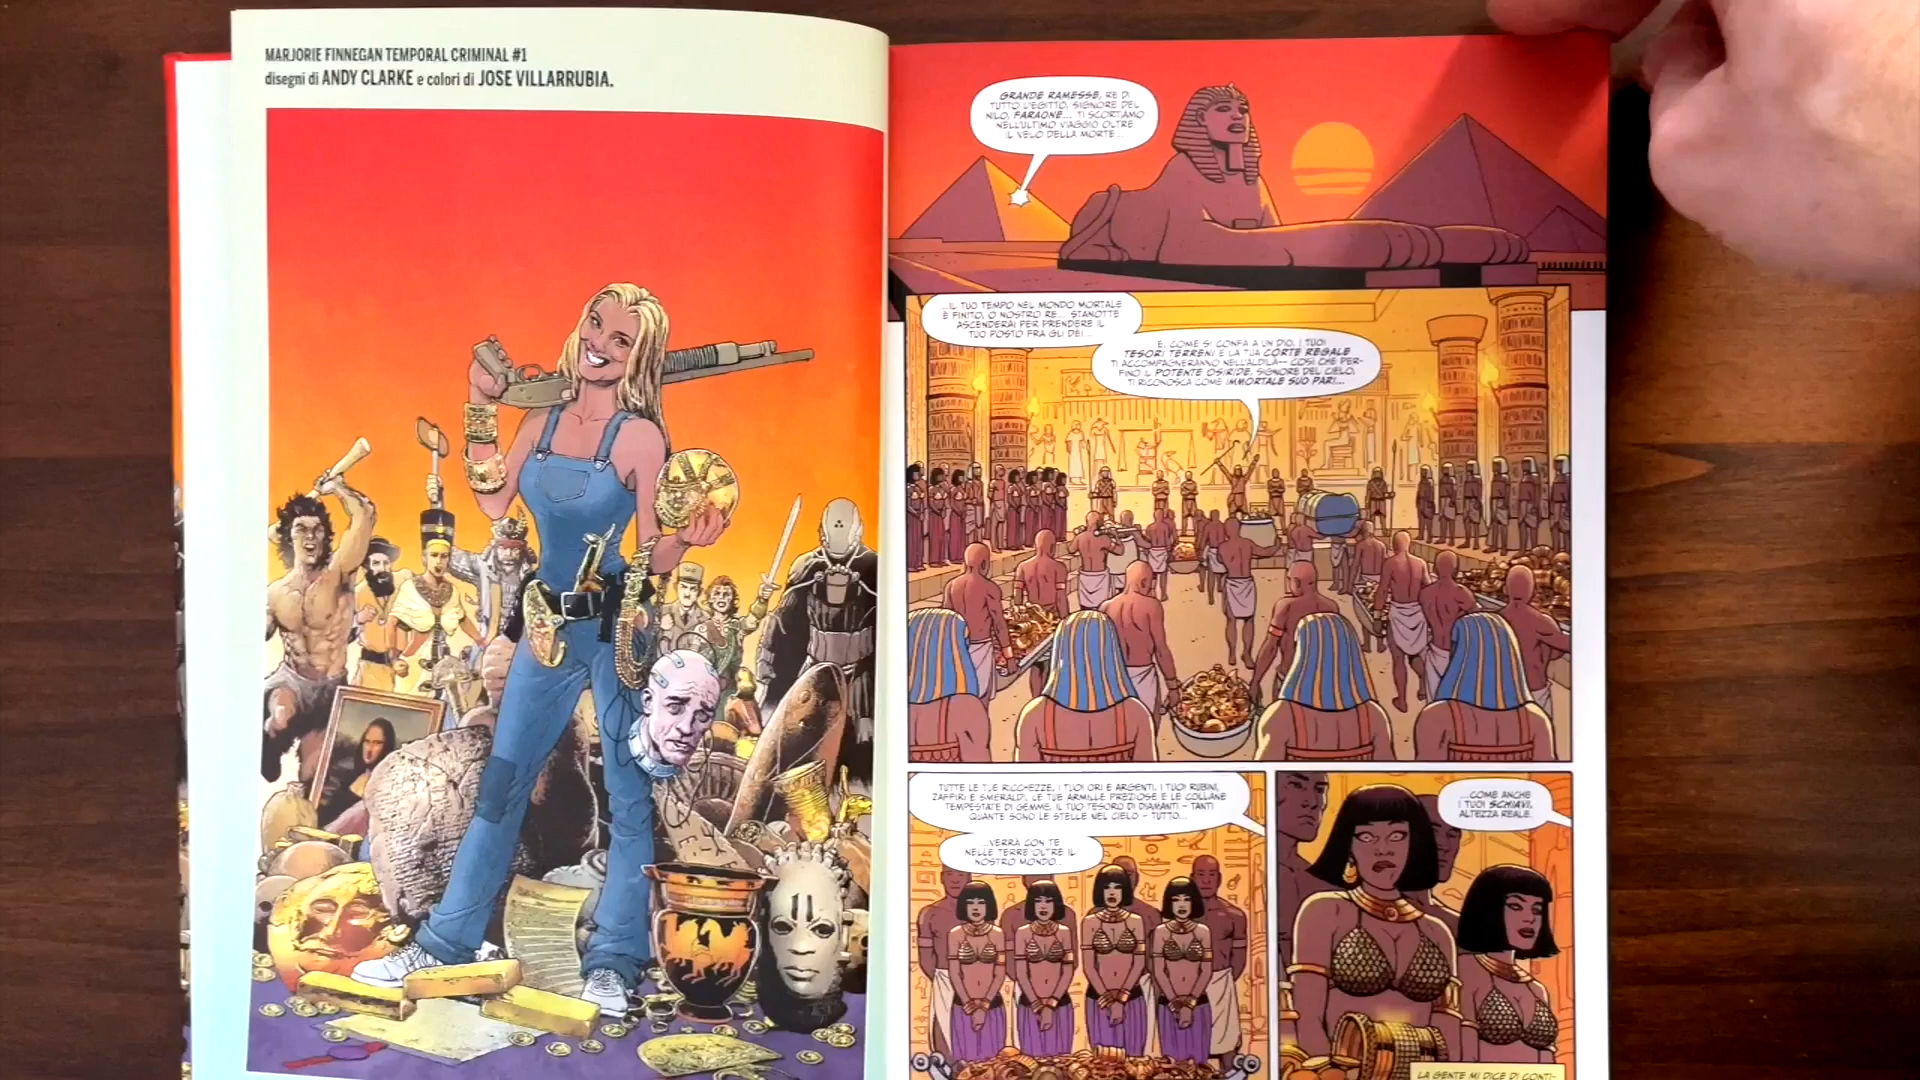 MARJORIE FINNEGAN TEMPORAL CRIMINAL #1
disegni di ANDY CLARKE e colori di JOSE VILLARRUBIA.
GRANDE RAMESSE, RE DI
TUTTO L'EGITTO, SIGNORE DEL
NILO, FARAONE... TI SCORTIAMO
NELL'ULTIMO VIAGGIO OLTRE
IL VELO DELLA MORTE...
...IL TUO TEMPO NEL MONDO MORTALE
È FINITO, O NOSTRO RE... STANOTTE
ASCENDERAI PER PRENDERE IL
TUO POSTO FRA GLI DEI...
E, COME SI CONFÀ A UN DIO, I TUOI
TESORI TERRENI E LA TUA CORTE REGALE
TI ACCOMPAGNERANNO NELL'ALDILÀ-- COSÌ CHE PER-
FINO IL POTENTE OSIRIDE, SIGNORE DEL CIELO,
TI RICONOSCA COME IMMORTALE SUO PARI...
TUTTE LE TUE RICCHEZZE, I TUOI ORI E ARGENTI, I TUOI RUBINI,
ZAFFIRI E SMERALDI, LE TUE ARMILLE PREZIOSE E LE COLLANE
TEMPESTATE DI GEMME, IL TUO TESORO DI DIAMANTI – TANTI
QUANTE SONO LE STELLE NEL CIELO – TUTTO...
...VERRÀ CON TE
NELLE TERRE OLTRE IL
NOSTRO MONDO...
...COME ANCHE
I TUOI SCHIAVI,
ALTEZZA REALE.
LA GENTE MI DICE DI CONTI-